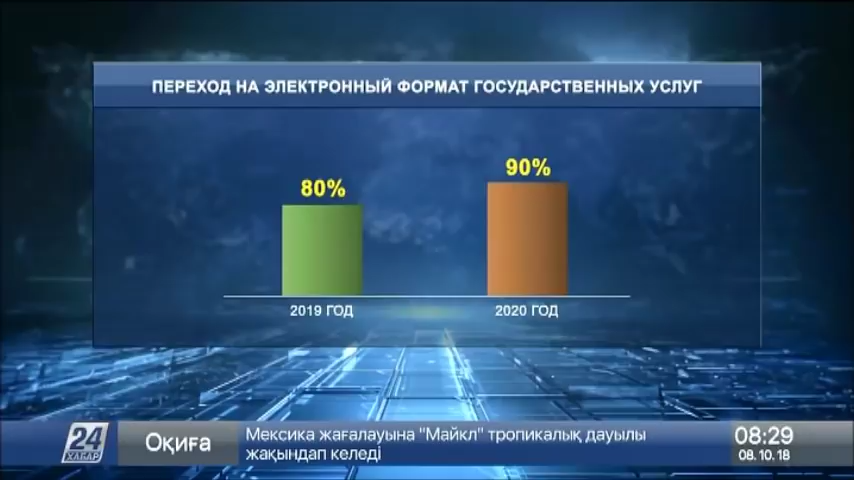 ПЕРЕХОД НА ЭЛЕКТРОННЫЙ ФОРМАТ ГОСУДАРСТВЕННЫХ УСЛУГ
80%
90%
2019 ГОД
2020 ГОД
24
ХАБАР
Оқиға
Мексика жағалауына "Майкл" тропикалық дауылы
жақындап келеді
08:29
08.10.18